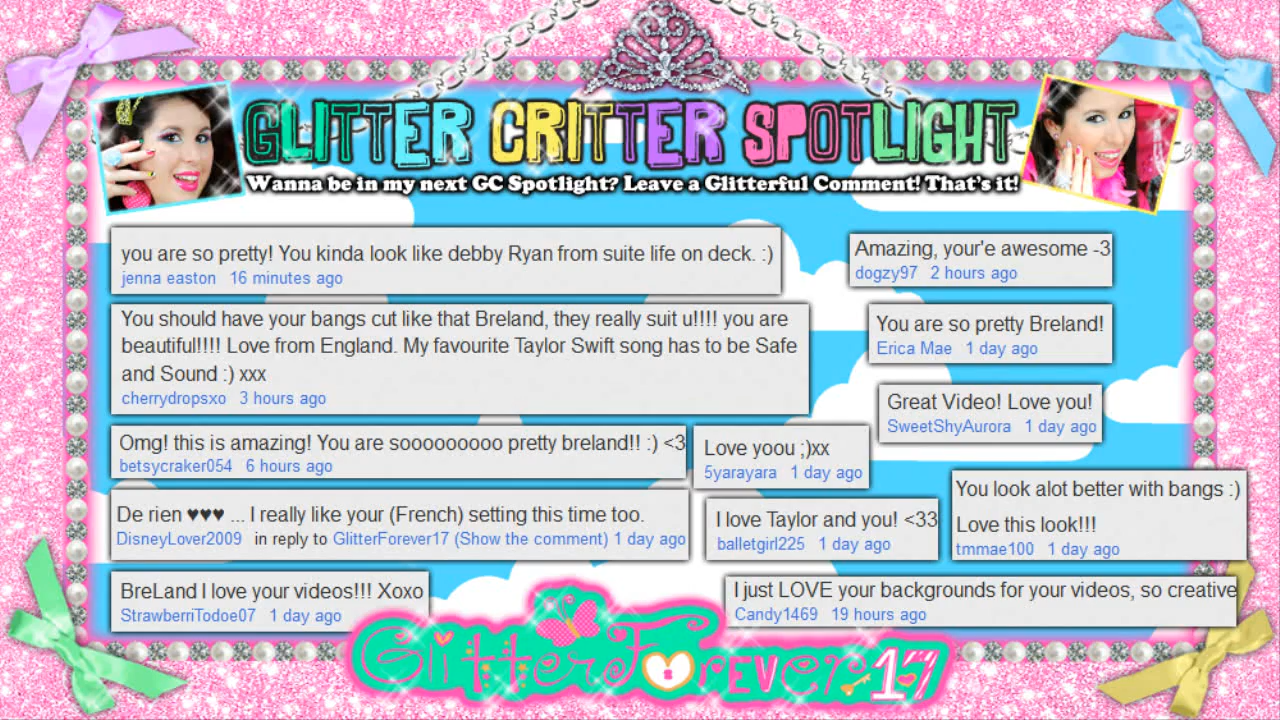 GLITTER CRITTER SPOTLIGHT
Wanna be in my next GC Spotlight? Leave a Glitterful Comment! That's it!
you are so pretty! You kinda look like debby Ryan from suite life on deck. :)
jenna easton 16 minutes ago
Amazing, your'e awesome -3
dogzy97 2 hours ago
You should have your bangs cut like that Breland, they really suit u!!!! you are
beautiful!!!! Love from England. My favourite Taylor Swift song has to be Safe
and Sound :) xxx
cherrydropsxo 3 hours ago
You are so pretty Breland!
Erica Mae 1 day ago
Great Video! Love you!
SweetShyAurora 1 day ago
Omg! this is amazing! You are sooooooooo pretty breland!! :) <3
betsycraker054 6 hours ago
Love yoou ;)xx
5yarayara 1 day ago
You look alot better with bangs :)
Love this look!!!
tmmae100 1 day ago
De rien ♥♥♥ ... I really like your (French) setting this time too.
DisneyLover2009 in reply to GlitterForever17 (Show the comment) 1 day ago
I love Taylor and you! <33
balletgirl225 1 day ago
BreLand I love your videos!!! Xoxo
StrawberriTodoe07 1 day ago
I just LOVE your backgrounds for your videos, so creative
Candy1469 19 hours ago
GlitterForever17